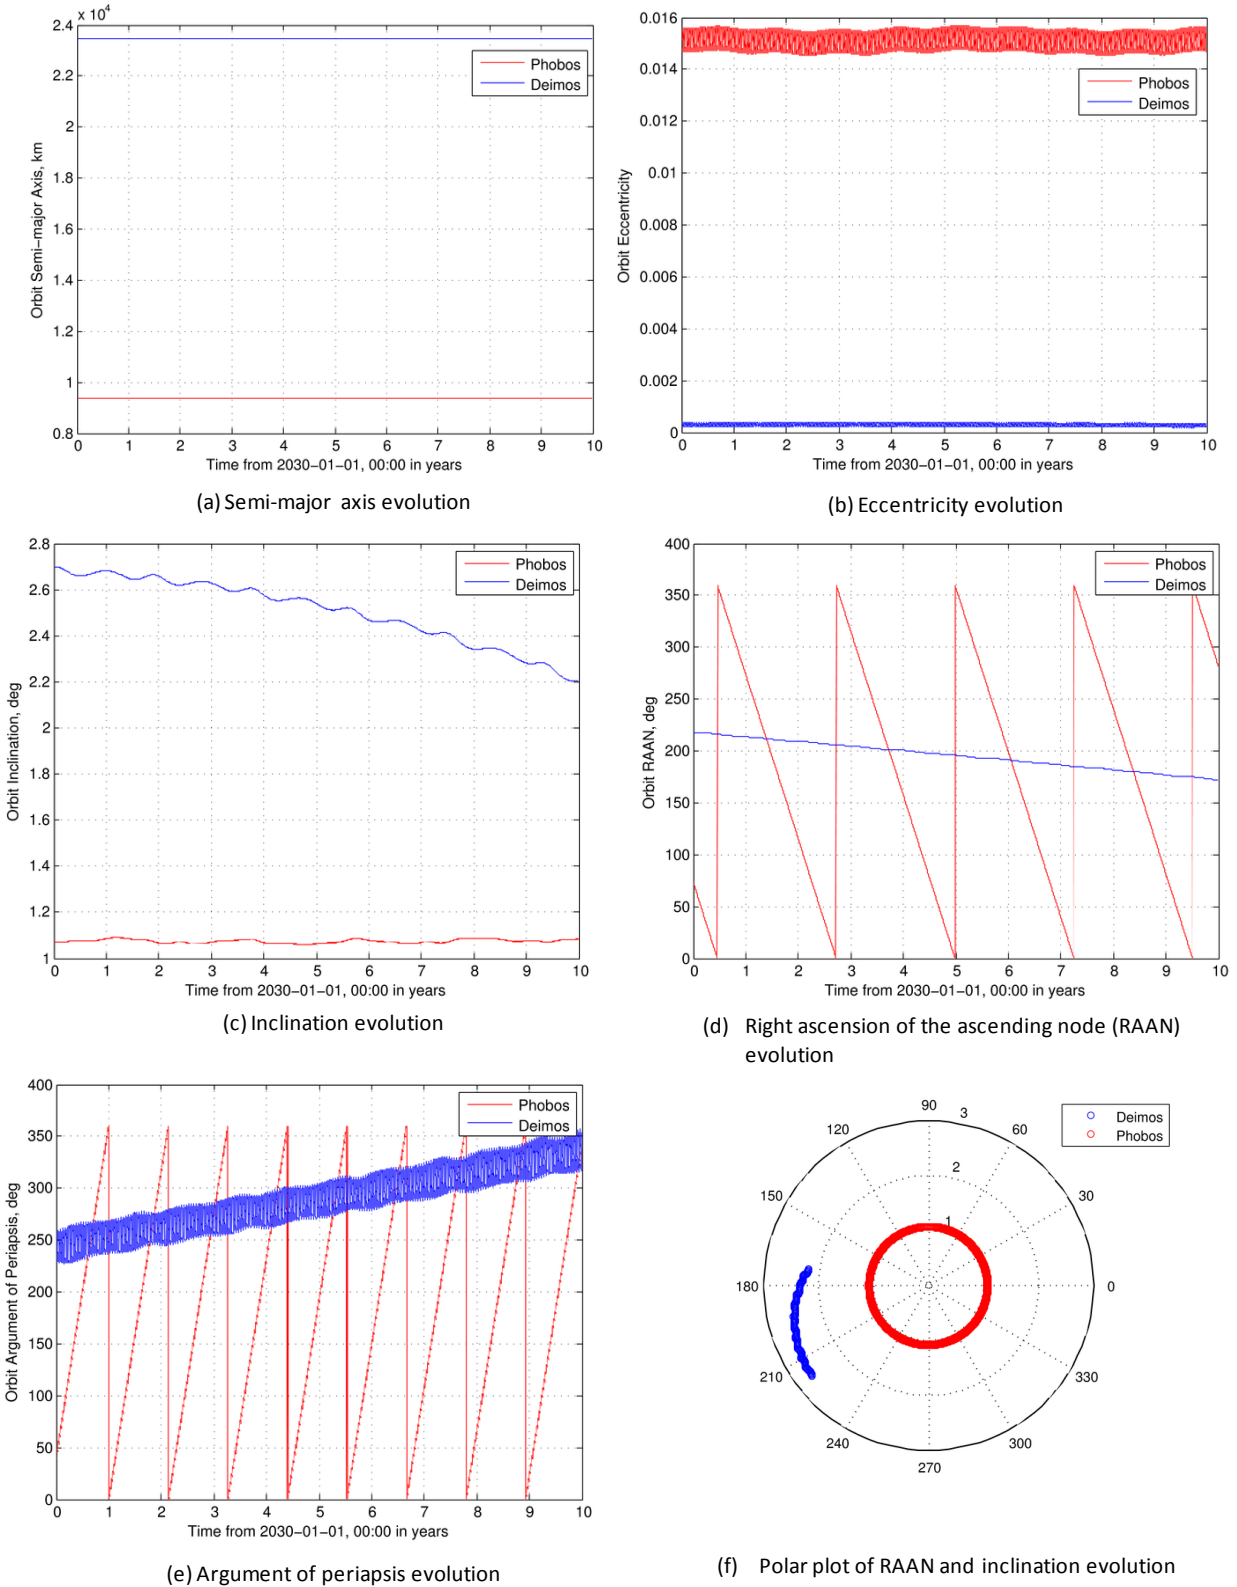 x 10⁴
2.4
2.2
2
1.8
1.6
1.4
1.2
1
0.8
0 1 2 3 4 5 6 7 8 9 10
Orbit Semi−major Axis, km
Time from 2030−01−01, 00:00 in years
Phobos
Deimos
(a) Semi-major axis evolution
0.016
0.014
0.012
0.01
0.008
0.006
0.004
0.002
0
0 1 2 3 4 5 6 7 8 9 10
Orbit Eccentricity
Time from 2030−01−01, 00:00 in years
Phobos
Deimos
(b) Eccentricity evolution
2.8
2.6
2.4
2.2
2
1.8
1.6
1.4
1.2
1
0 1 2 3 4 5 6 7 8 9 10
Orbit Inclination, deg
Time from 2030−01−01, 00:00 in years
Phobos
Deimos
(c) Inclination evolution
400
350
300
250
200
150
100
50
0
0 1 2 3 4 5 6 7 8 9 10
Orbit RAAN, deg
Time from 2030−01−01, 00:00 in years
Phobos
Deimos
(d) Right ascension of the ascending node (RAAN)
evolution
400
350
300
250
200
150
100
50
0
0 1 2 3 4 5 6 7 8 9 10
Orbit Argument of Periapsis, deg
Time from 2030−01−01, 00:00 in years
Phobos
Deimos
(e) Argument of periapsis evolution
90
3
120
60
2
150
30
1
180
0
210
330
240
300
270
Deimos
Phobos
(f) Polar plot of RAAN and inclination evolution